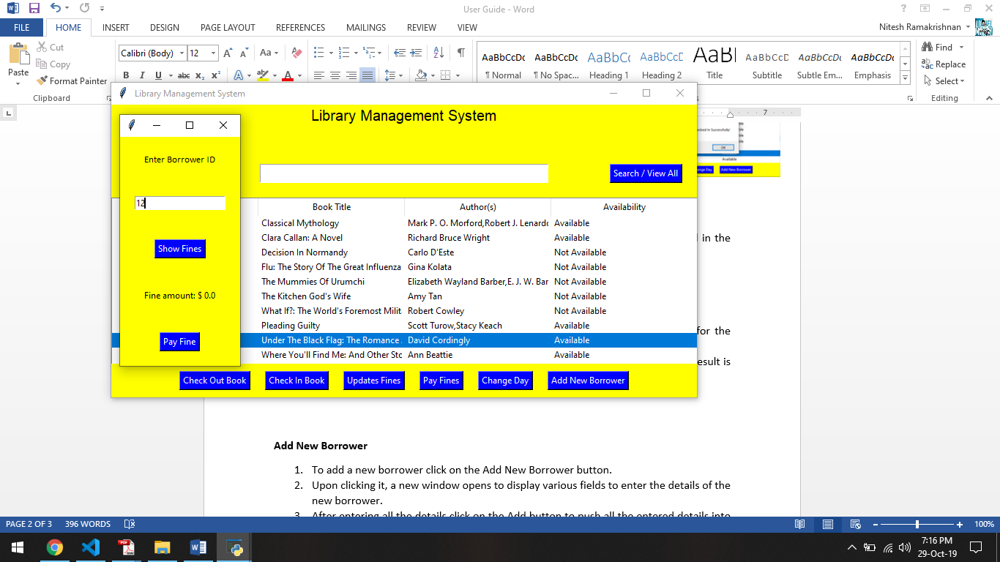 User Guide - Word
FILE HOME INSERT DESIGN PAGE LAYOUT REFERENCES MAILINGS REVIEW VIEW Nitesh Ramakrishnan
Paste
Cut
Copy
Format Painter
Clipboard
Calibri (Body) 12
AaBbCcDc AaBbCcDc AaBbCc AaBbCcD AaB AaBbCcD AaBbCcDc AaBbCcDc
¶ Normal ¶ No Spac... Heading 1 Heading 2 Title Subtitle Subtle Em... Emphasis
Find
Replace
Select
Editing
7
Library Management System
Library Management System
Search / View All
Enter Borrower ID
12
Show Fines
Fine amount: $ 0.0
Pay Fine
Book Title Author(s) Availability
Classical Mythology Mark P. O. Morford,Robert J. Lenardo Available
Clara Callan: A Novel Richard Bruce Wright Available
Decision In Normandy Carlo D'Este Not Available
Flu: The Story Of The Great Influenza Gina Kolata Not Available
The Mummies Of Urumchi Elizabeth Wayland Barber,E. J. W. Bar Not Available
The Kitchen God's Wife Amy Tan Not Available
What If?: The World's Foremost Milit Robert Cowley Not Available
Pleading Guilty Scott Turow,Stacy Keach Available
Under The Black Flag: The Romance David Cordingly Available
Where You'll Find Me: And Other Sto Ann Beattie Available
Check Out Book Check In Book Updates Fines Pay Fines Change Day Add New Borrower
OK
Available
Add New Borrower
in the
for the
esult is
Add New Borrower
1. To add a new borrower click on the Add New Borrower button.
2. Upon clicking it, a new window opens to display various fields to enter the details of the
new borrower.
3. After entering all the details click on the Add button to push all the entered details into
PAGE 2 OF 3 396 WORDS 100%
7:16 PM
29-Oct-19